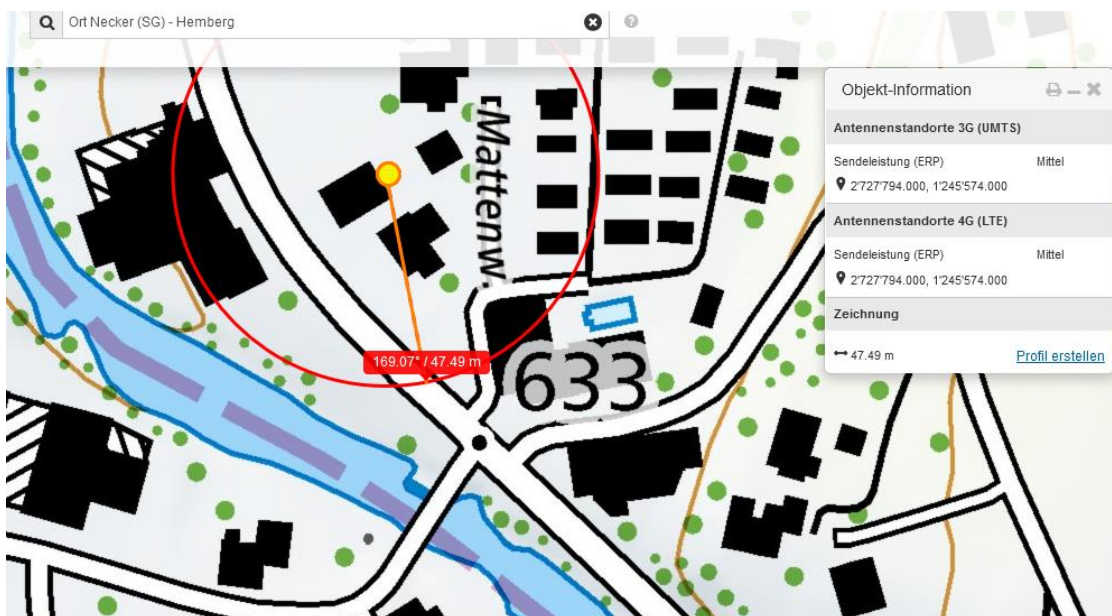 Ort Necker (SG) - Hemberg
Objekt-Information
Antennenstandorte 3G (UMTS)
Sendeleistung (ERP) Mittel
2'727'794.000, 1'245'574.000
Antennenstandorte 4G (LTE)
Sendeleistung (ERP) Mittel
2'727'794.000, 1'245'574.000
Zeichnung
47.49 m Profil erstellen
Mattenw.
169.07° / 47.49 m
633